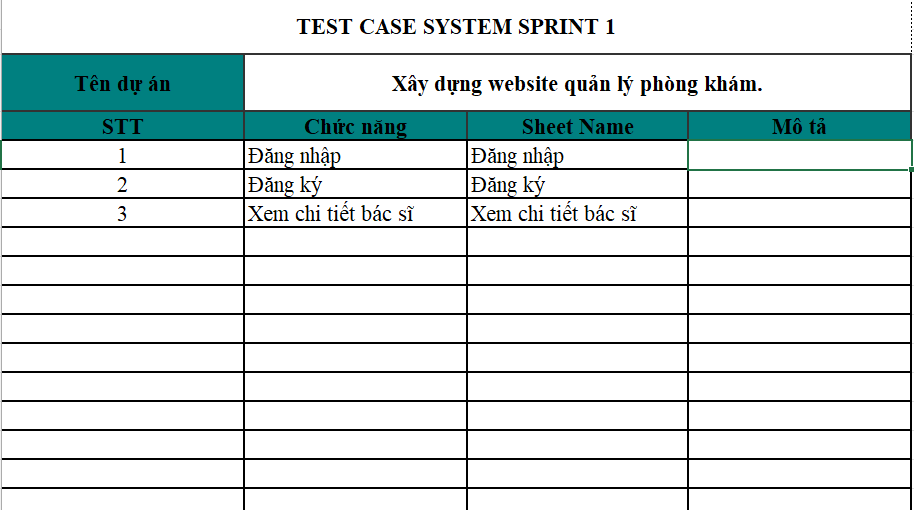 TEST CASE SYSTEM SPRINT 1
Tên dự án Xây dựng website quản lý phòng khám.
STT Chức năng Sheet Name Mô tả
1 Đăng nhập Đăng nhập
2 Đăng ký Đăng ký
3 Xem chi tiết bác sĩ Xem chi tiết bác sĩ